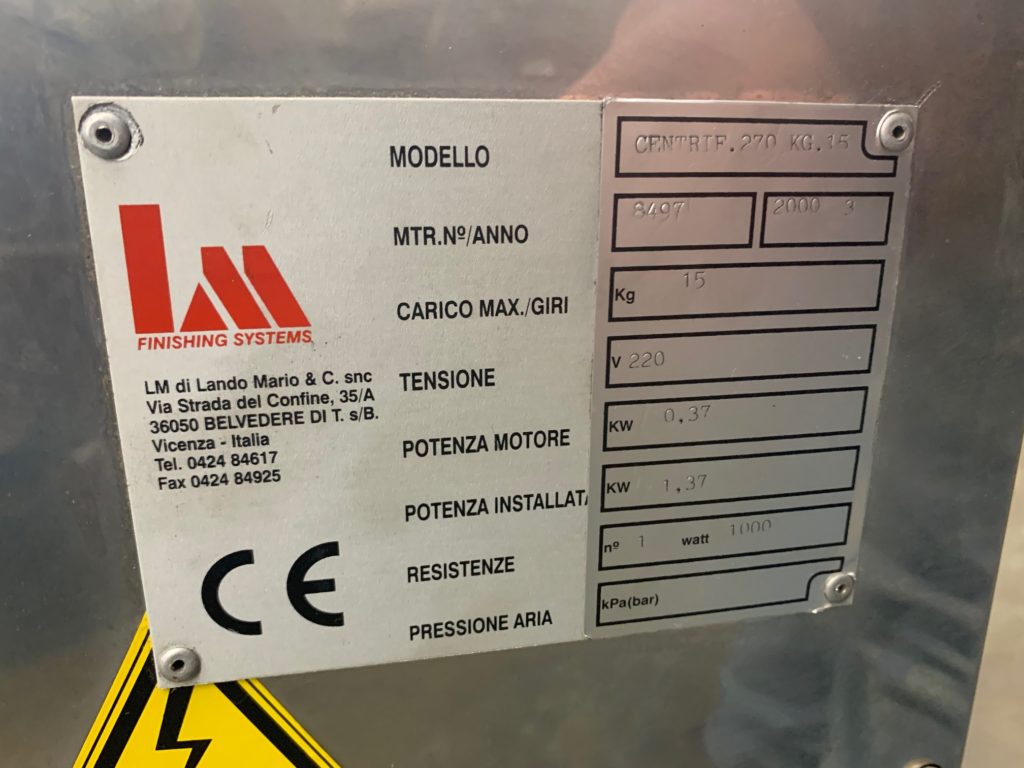 MODELLO CENTRIF.270 KG.15
MTR.Nº/ANNO 8497 2000 3
CARICO MAX./GIRI Kg 15
TENSIONE V 220
POTENZA MOTORE KW 0,37
POTENZA INSTALLATA KW 1,37
RESISTENZE nº 1 watt 1000
PRESSIONE ARIA kPa(bar)
LM
FINISHING SYSTEMS
LM di Lando Mario & C. snc
Via Strada del Confine, 35/A
36050 BELVEDERE DI T. s/B.
Vicenza - Italia
Tel. 0424 84617
Fax 0424 84925
CE